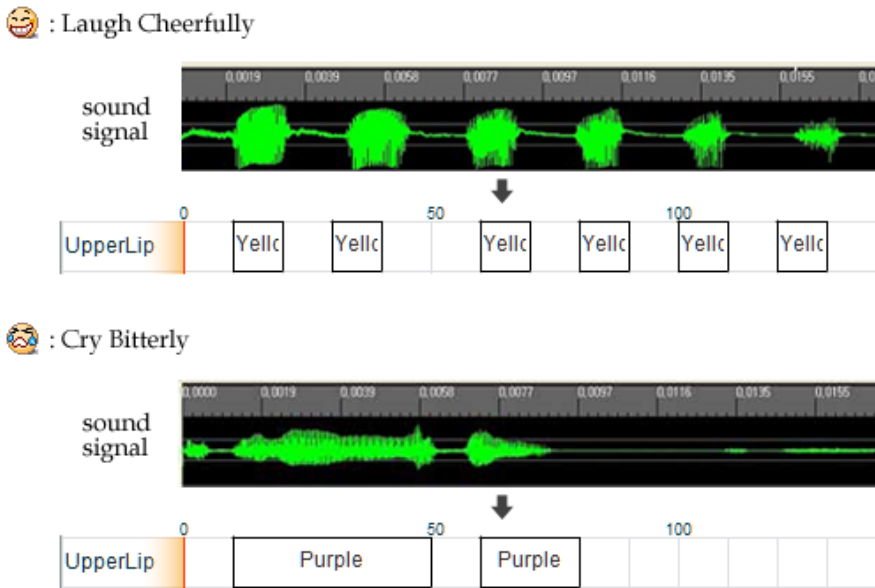 : Laugh Cheerfully
0,0019 0,0039 0,0058 0,0077 0,0097 0,0116 0,0135 0,0155
sound
signal
0 50 100
UpperLip Yello Yello Yello Yello Yello Yello
: Cry Bitterly
0,0000 0,0019 0,0039 0,0058 0,0077 0,0097 0,0116 0,0135 0,0155
sound
signal
0 50 100
UpperLip Purple Purple